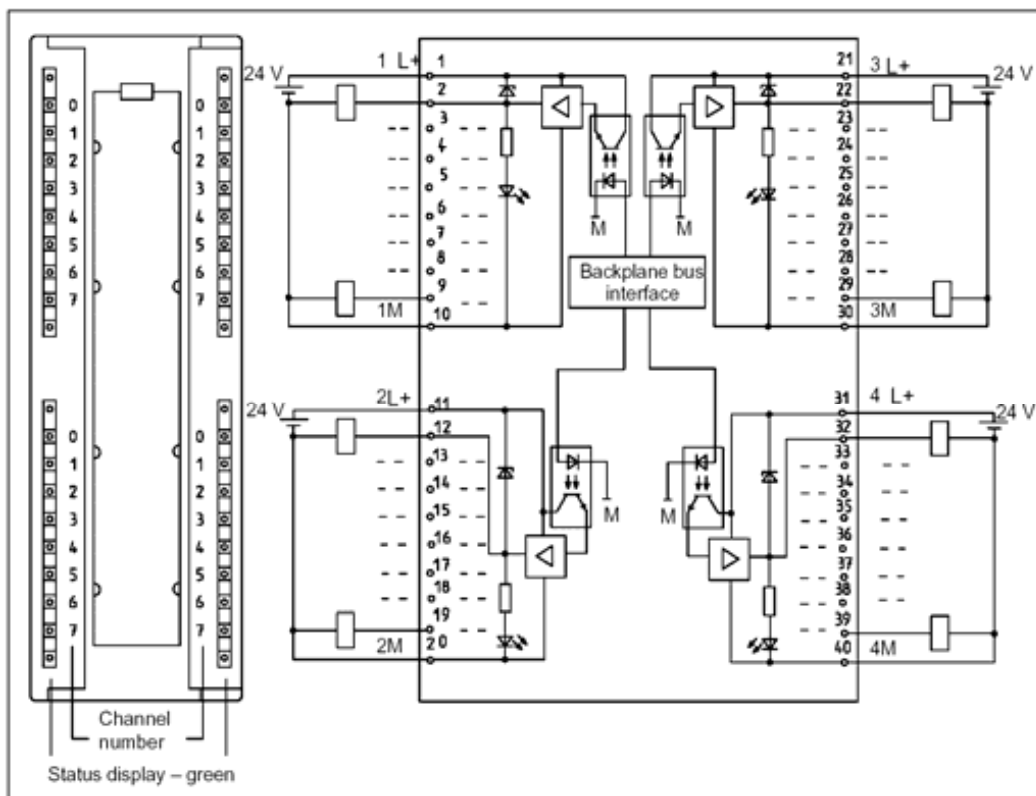 24 V
1 L+
1
2
3
4
5
6
7
8
9
1M
10
21
3 L+
24 V
22
23
24
25
26
27
28
29
30
3M
M
M
Backplane bus
interface
24 V
2L+
11
12
13
14
15
16
17
18
19
2M
2 0
31
4 L+
24 V
32
33
34
35
36
37
38
39
40
4M
M
M
0 0
1 1
2 2
3 3
4 4
5 5
6 6
7 7
0 0
1 1
2 2
3 3
4 4
5 5
6 6
7 7
Channel
number
Status display – green